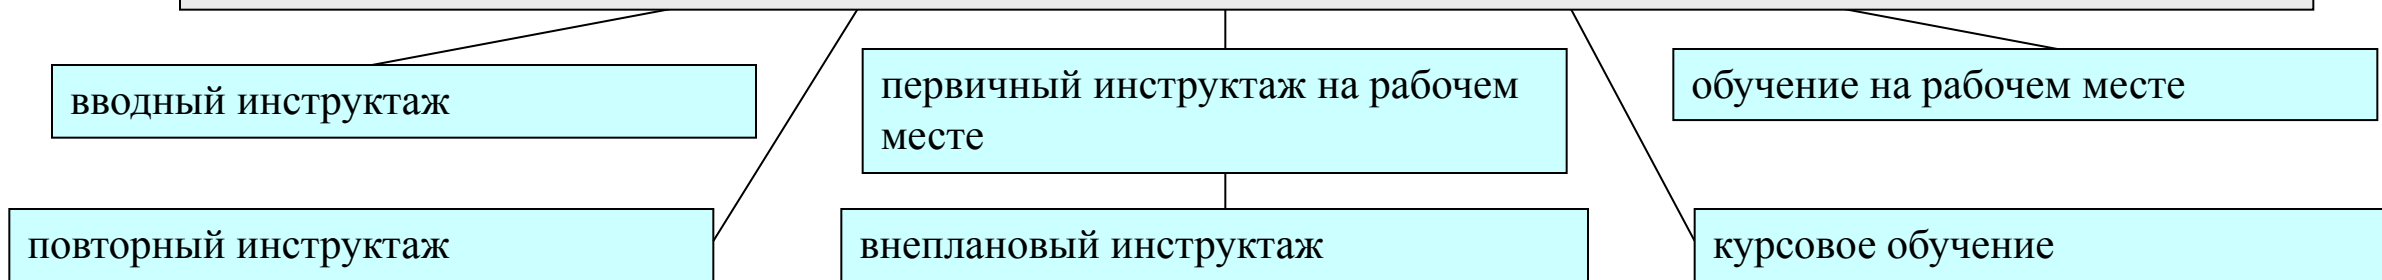 вводный инструктаж
первичный инструктаж на рабочем
месте
обучение на рабочем месте
повторный инструктаж
внеплановый инструктаж
курсовое обучение